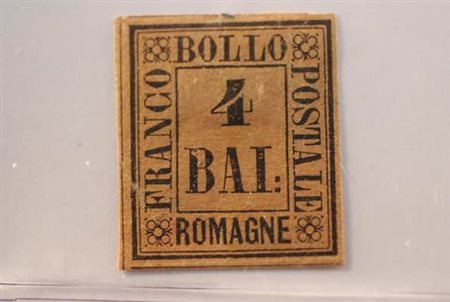 BOLLO
FRANCO
POSTALE
4
BAI:
ROMAGNE